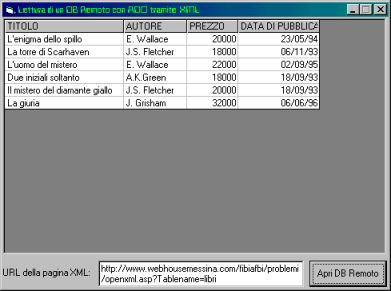 Lettura di un DB Remoto con ADO tramite XML
TITOLO AUTORE PREZZO DATA DI PUBBLICA
L'enigma dello spillo E. Wallace 20000 23/05/94
La torre di Scarhaven J.S. Fletcher 18000 06/11/93
L'uomo del mistero E. Wallace 22000 02/09/95
Due iniziali soltanto A.K.Green 18000 18/09/93
Il mistero del diamante giallo J.S. Fletcher 20000 18/09/93
La giuria J. Grisham 32000 06/06/96
URL della pagina XML: http://www.webhousemessina.com/fibiafbi/problemi
/openxml.asp?Tablename=libri Apri DB Remoto